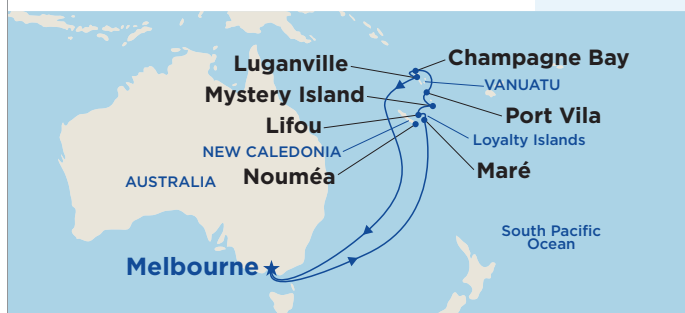 Luganville
Champagne Bay
VANUATU
Mystery Island
Port Vila
Lifou
Loyalty Islands
NEW CALEDONIA
Nouméa
Maré
AUSTRALIA
South Pacific
Ocean
Melbourne